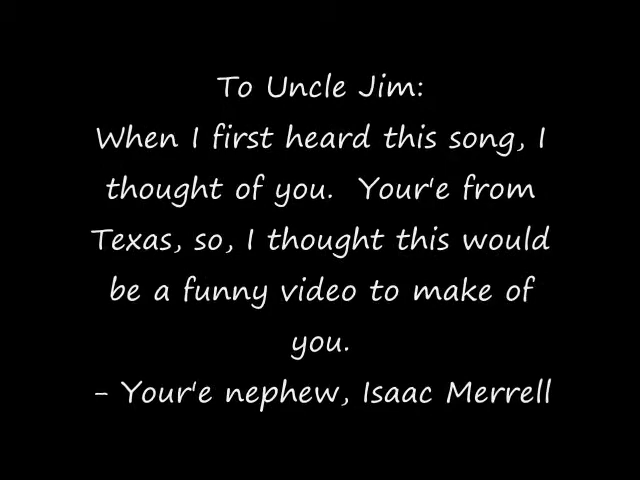 To Uncle Jim:
When I first heard this song, I
thought of you.  Your'e from
Texas, so, I thought this would
be a funny video to make of
you.
- Your'e nephew, Isaac Merrell